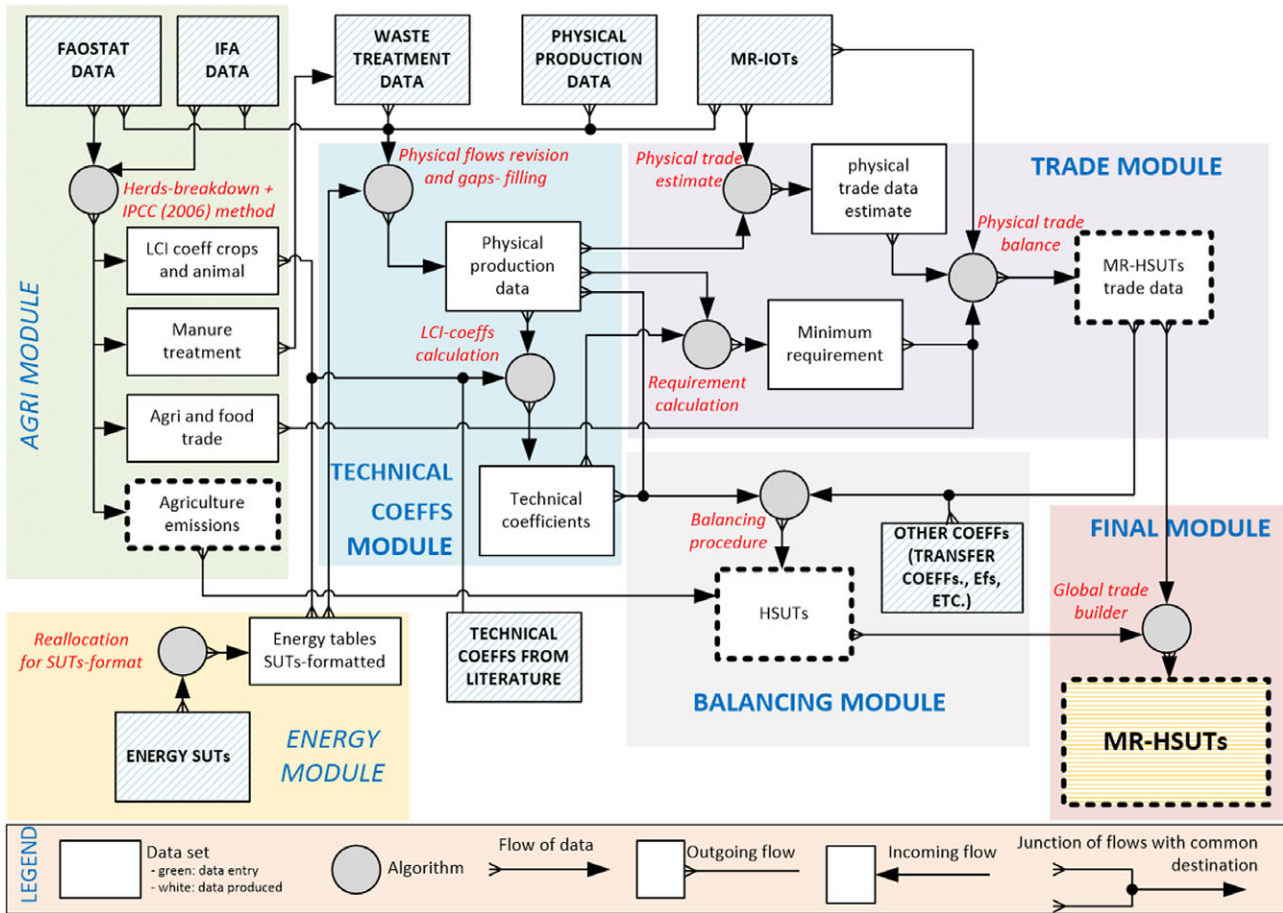 FAOSTAT
DATA
IFA
DATA
WASTE
TREATMENT
DATA
PHYSICAL
PRODUCTION
DATA
MR-IOTs
Herds-breakdown +
IPCC (2006) method
LCI coeff crops
and animal
Manure
treatment
Agri and food
trade
Agriculture
emissions
AGRI MODULE
Physical flows revision
and gaps- filling
Physical
production
data
LCI-coeffs
calculation
Technical
coefficients
TECHNICAL
COEFFS
MODULE
Physical trade
estimate
physical
trade data
estimate
TRADE MODULE
Physical trade
balance
MR-HSUTs
trade data
Minimum
requirement
Requirement
calculation
Balancing
procedure
HSUTs
OTHER COEFFs
(TRANSFER
COEFFs., Efs,
ETC.)
BALANCING MODULE
FINAL MODULE
Global trade
builder
MR-HSUTs
Reallocation
for SUTs-format
Energy tables
SUTs-formatted
ENERGY SUTs
ENERGY
MODULE
TECHNICAL
COEFFS FROM
LITERATURE
LEGEND
Data set
- green: data entry
- white: data produced
Algorithm
Flow of data
Outgoing flow
Incoming flow
Junction of flows with common
destination